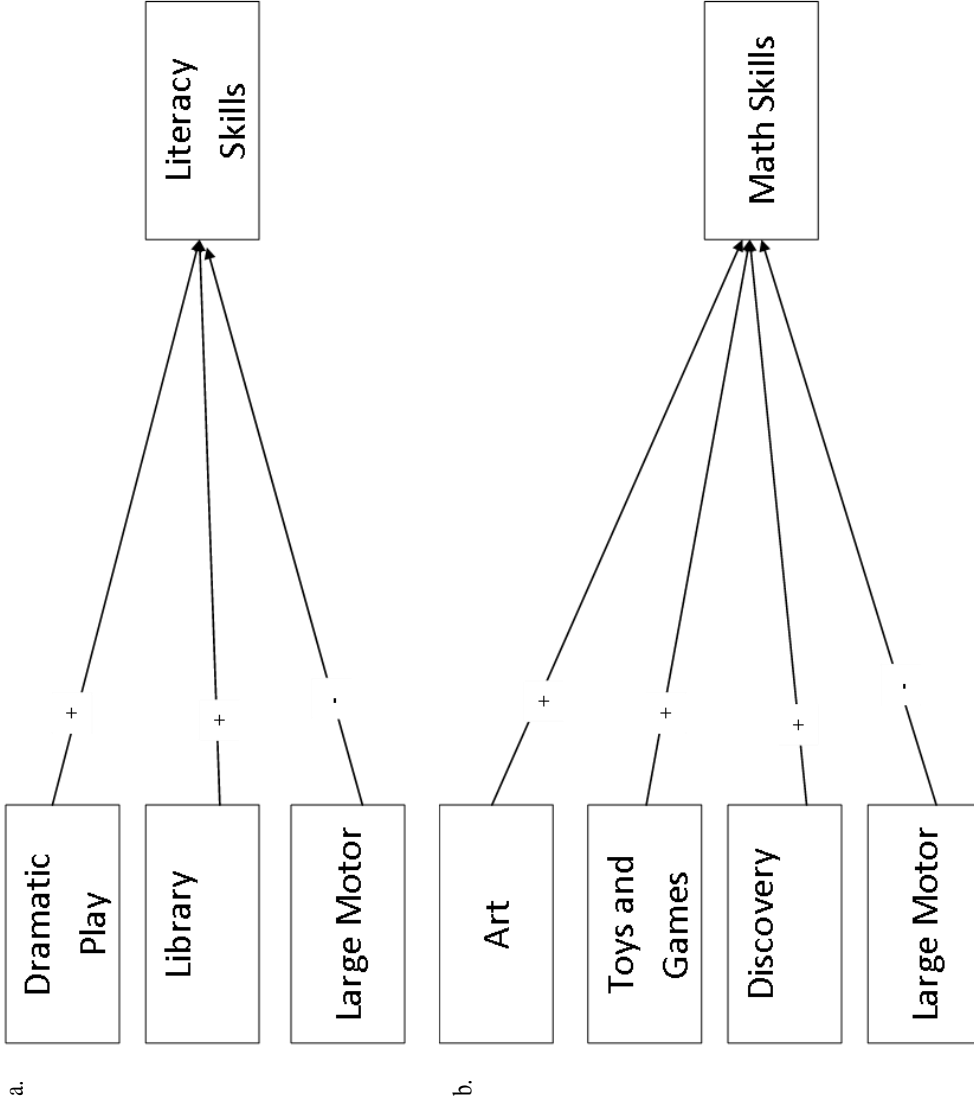 a.
Dramatic
Play
+
Library
+
Large Motor
-
Literacy
Skills
b.
Art
+
Toys and
Games
+
Discovery
+
Large Motor
-
Math Skills